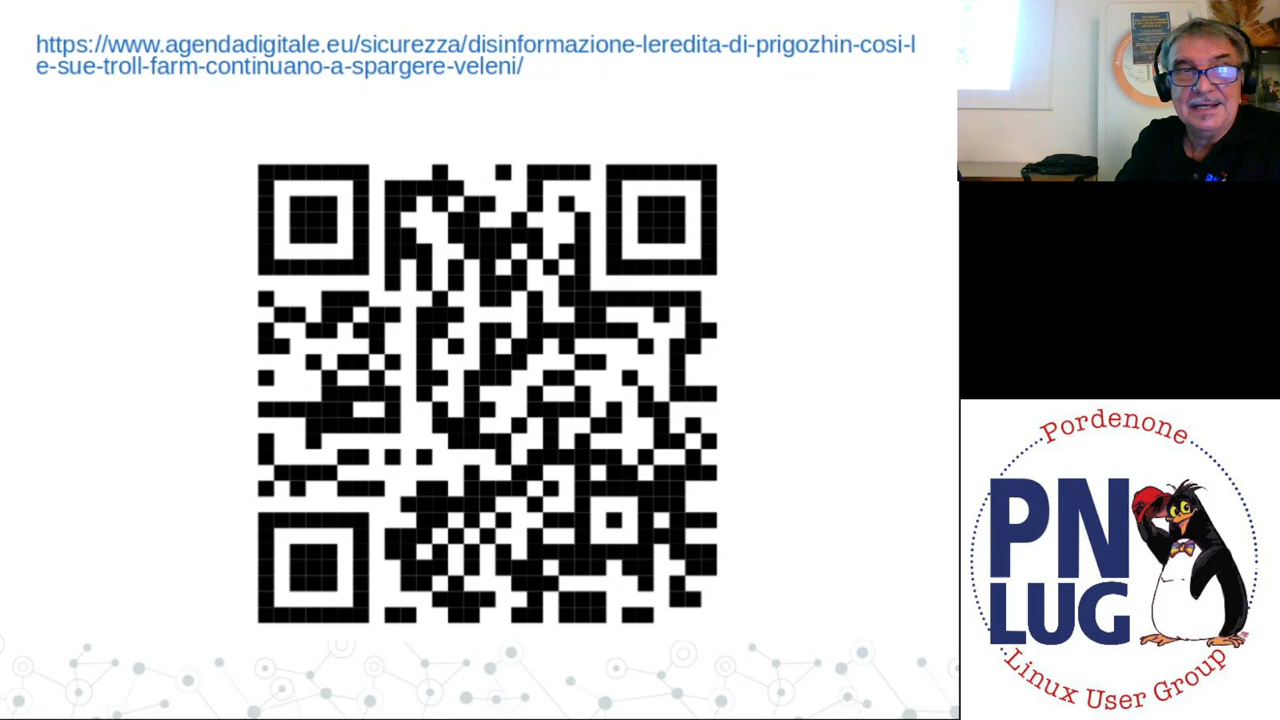 https://www.agendadigitale.eu/sicurezza/disinformazione-leredita-di-prigozhin-cosi-l
e-sue-troll-farm-continuano-a-spargere-veleni/
Pordenone
PN
LUG
Linux User Group